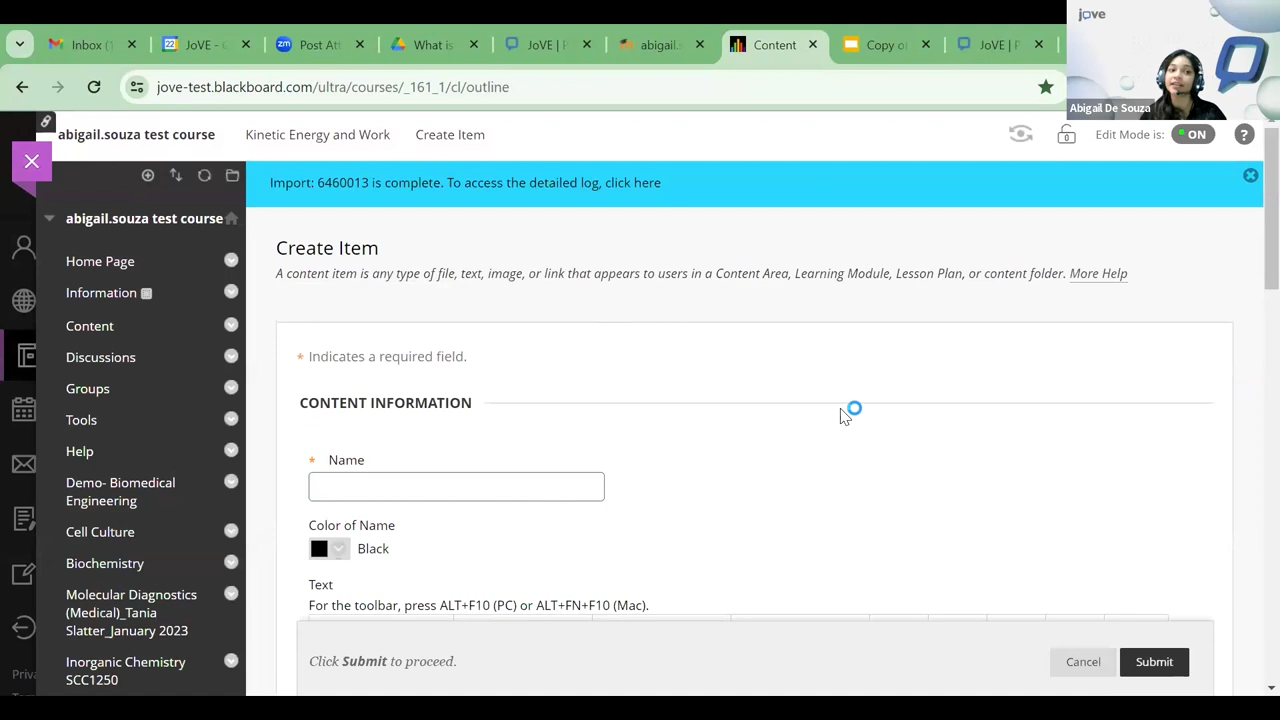 Inbox (1
JoVE -
Post Att
What is
JoVE | P
abigail.s
Content
Copy o
JoVE | P
jove
jove-test.blackboard.com/ultra/courses/_161_1/cl/outline
Abigail De Souza
abigail.souza test course
Kinetic Energy and Work
Create Item
Edit Mode is:
ON
?
Import: 6460013 is complete. To access the detailed log, click here
abigail.souza test course
Home Page
Information
Content
Discussions
Groups
Tools
Help
Demo- Biomedical
Engineering
Cell Culture
Biochemistry
Molecular Diagnostics
(Medical)_Tania
Slatter_January 2023
Inorganic Chemistry
SCC1250
Priva
Create Item
A content item is any type of file, text, image, or link that appears to users in a Content Area, Learning Module, Lesson Plan, or content folder. More Help
* Indicates a required field.
CONTENT INFORMATION
* Name
Color of Name
Black
Text
For the toolbar, press ALT+F10 (PC) or ALT+FN+F10 (Mac).
Click Submit to proceed.
Cancel
Submit